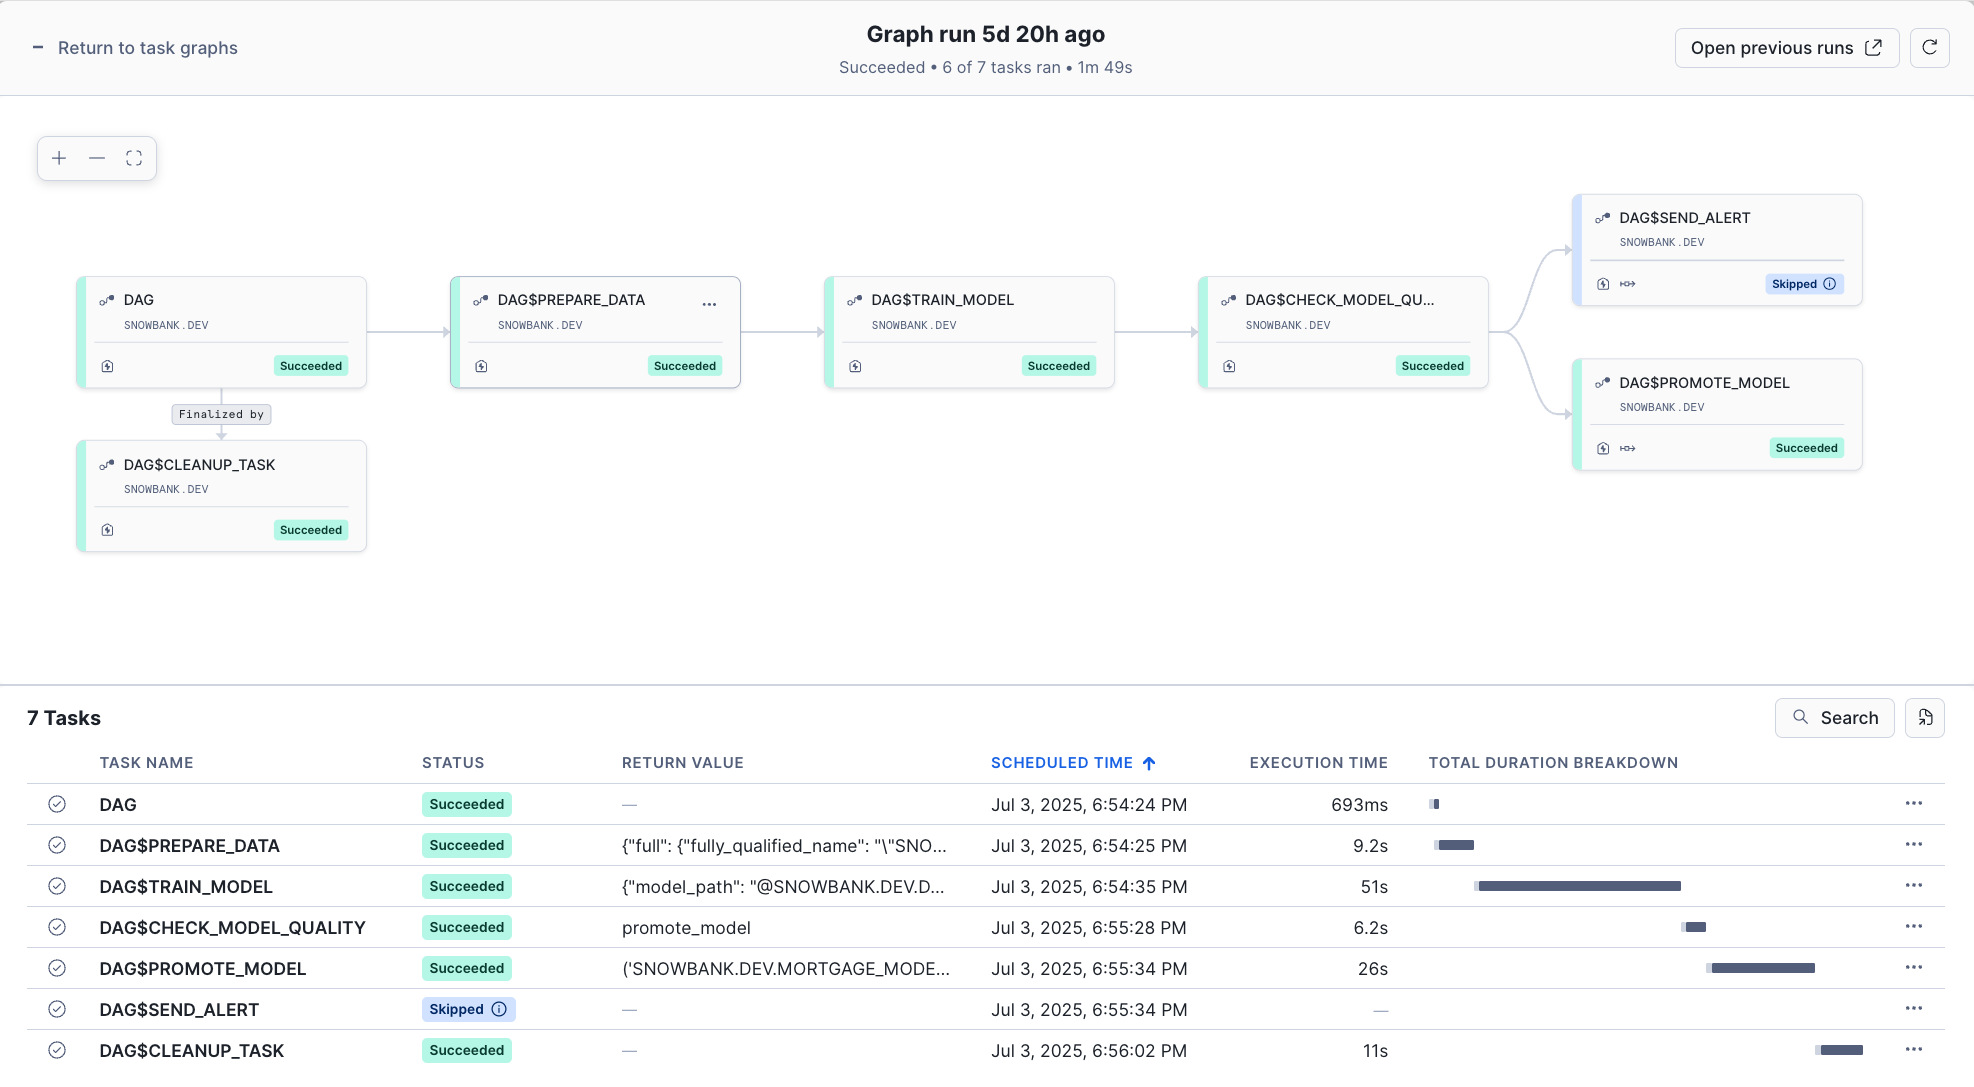 Return to task graphs
Graph run 5d 20h ago
Succeeded • 6 of 7 tasks ran • 1m 49s
Open previous runs
DAG
SNOWBANK.DEV
Succeeded
Finalized by
DAG$CLEANUP_TASK
SNOWBANK.DEV
Succeeded
DAG$PREPARE_DATA
SNOWBANK.DEV
Succeeded
DAG$TRAIN_MODEL
SNOWBANK.DEV
Succeeded
DAG$CHECK_MODEL_QU...
SNOWBANK.DEV
Succeeded
DAG$SEND_ALERT
SNOWBANK.DEV
Skipped
DAG$PROMOTE_MODEL
SNOWBANK.DEV
Succeeded
7 Tasks
Search
TASK NAME STATUS RETURN VALUE SCHEDULED TIME EXECUTION TIME TOTAL DURATION BREAKDOWN
DAG Succeeded — Jul 3, 2025, 6:54:24 PM 693ms
DAG$PREPARE_DATA Succeeded {"full": {"fully_qualified_name": "\"SNO... Jul 3, 2025, 6:54:25 PM 9.2s
DAG$TRAIN_MODEL Succeeded {"model_path": "@SNOWBANK.DEV.D... Jul 3, 2025, 6:54:35 PM 51s
DAG$CHECK_MODEL_QUALITY Succeeded promote_model Jul 3, 2025, 6:55:28 PM 6.2s
DAG$PROMOTE_MODEL Succeeded ('SNOWBANK.DEV.MORTGAGE_MODE... Jul 3, 2025, 6:55:34 PM 26s
DAG$SEND_ALERT Skipped — Jul 3, 2025, 6:55:34 PM —
DAG$CLEANUP_TASK Succeeded — Jul 3, 2025, 6:56:02 PM 11s